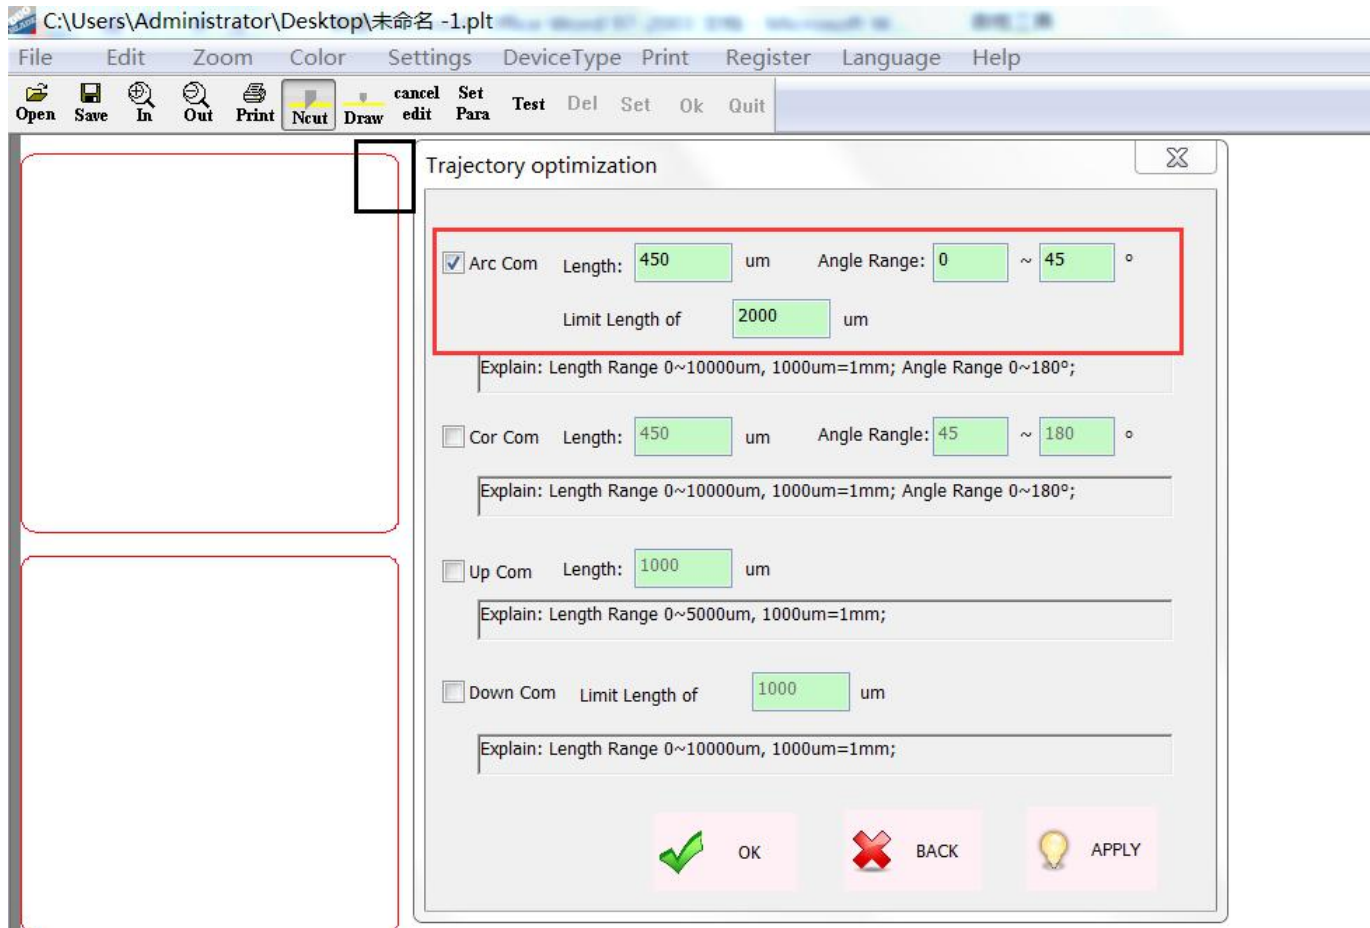 C:\Users\Administrator\Desktop\未命名 -1.plt
File Edit Zoom Color Settings DeviceType Print Register Language Help
Open Save In Out Print Ncut Draw cancel edit Set Para Test Del Set Ok Quit
Trajectory optimization
Arc Com Length: 450 um Angle Range: 0 ~ 45 °
Limit Length of 2000 um
Explain: Length Range 0~10000um, 1000um=1mm; Angle Range 0~180º;
Cor Com Length: 450 um Angle Rangle: 45 ~ 180 °
Explain: Length Range 0~10000um, 1000um=1mm; Angle Range 0~180º;
Up Com Length: 1000 um
Explain: Length Range 0~5000um, 1000um=1mm;
Down Com Limit Length of 1000 um
Explain: Length Range 0~10000um, 1000um=1mm;
OK BACK APPLY